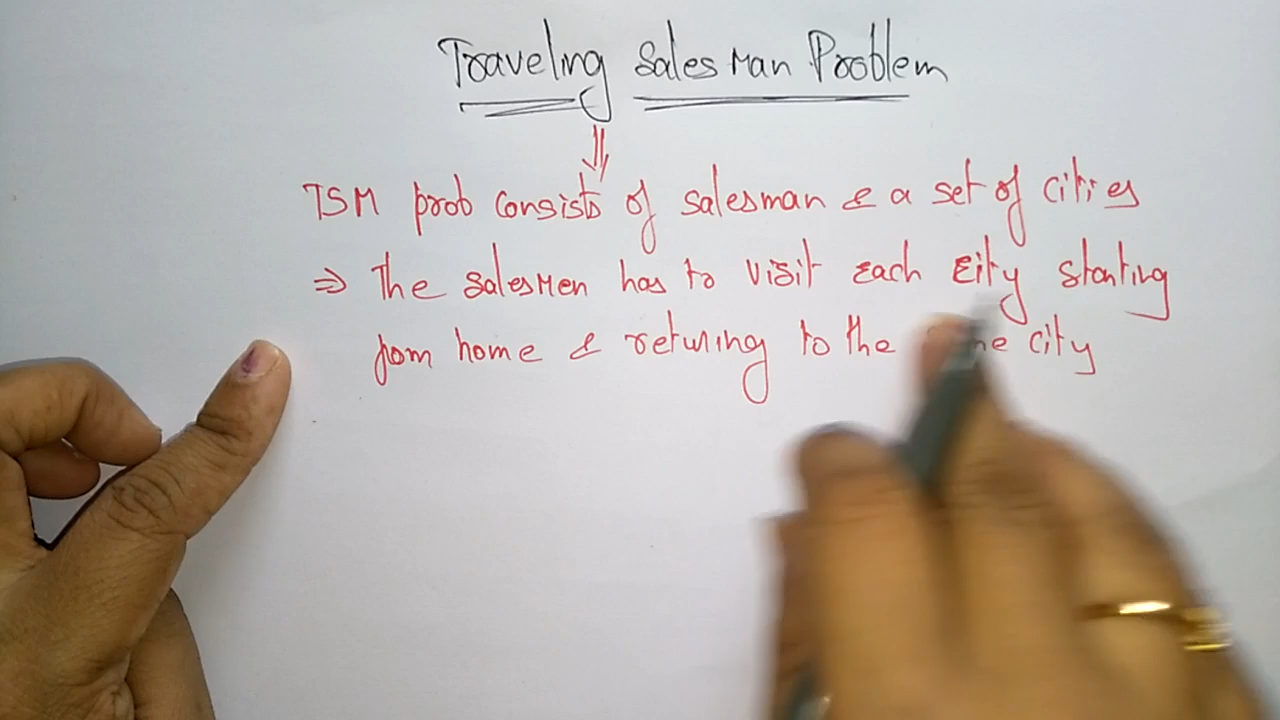 Traveling Sales Man Problem
TSM prob consists of salesman & a set of cities
⇒ The salesmen has to visit each city starting
from home & returing to the city